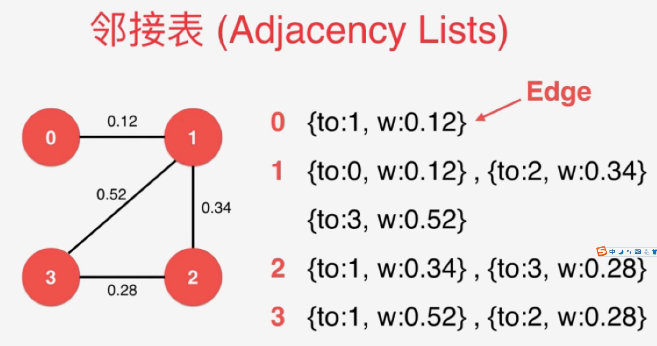 邻接表 (Adjacency Lists)
Edge
0 {to:1, w:0.12}
1 {to:0, w:0.12} , {to:2, w:0.34}
{to:3, w:0.52}
2 {to:1, w:0.34} , {to:3, w:0.28}
3 {to:1, w:0.52} , {to:2, w:0.28}
0
0.12
1
0.52
0.34
3
0.28
2
中